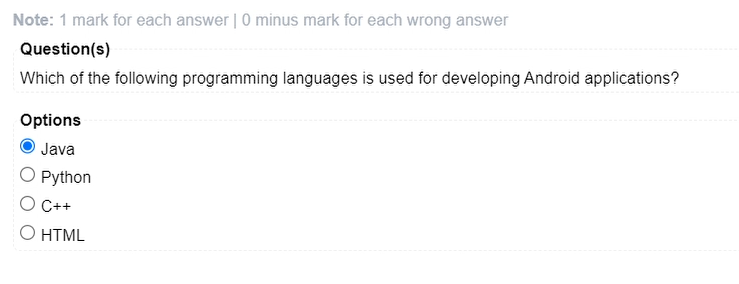 Note: 1 mark for each answer | 0 minus mark for each wrong answer
Question(s)
Which of the following programming languages is used for developing Android applications?
Options
Java
Python
C++
HTML